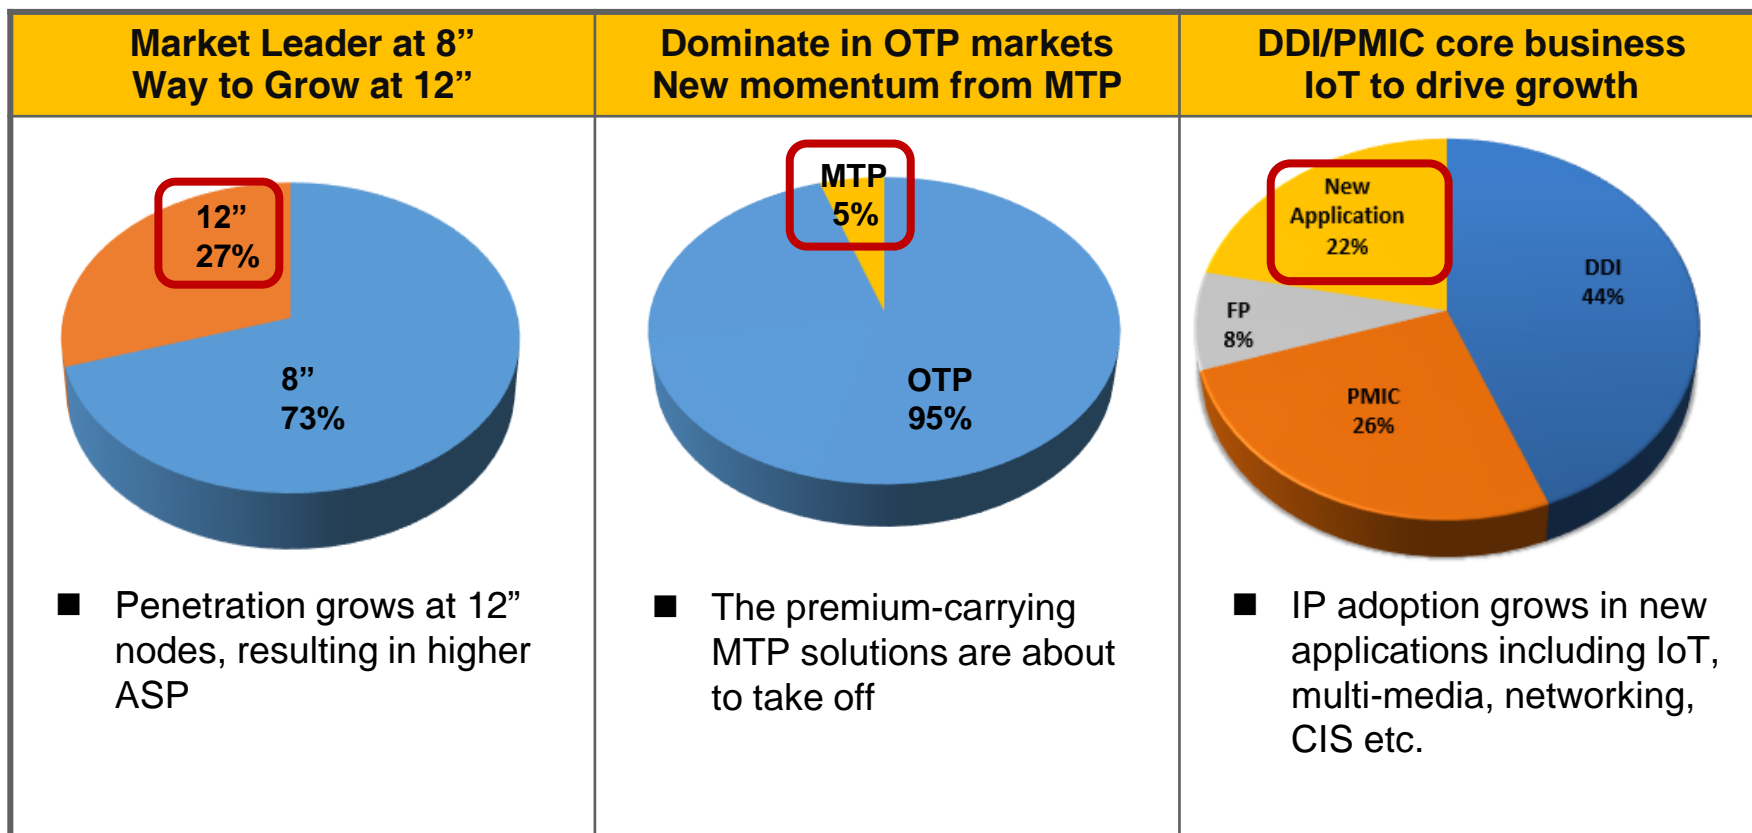 Market Leader at 8”
Way to Grow at 12”
Dominate in OTP markets
New momentum from MTP
DDI/PMIC core business
IoT to drive growth
12”
27%
8”
73%
MTP
5%
OTP
95%
New
Application
22%
DDI
44%
FP
8%
PMIC
26%
■ Penetration grows at 12”
nodes, resulting in higher
ASP
■ The premium-carrying
MTP solutions are about
to take off
■ IP adoption grows in new
applications including IoT,
multi-media, networking,
CIS etc.